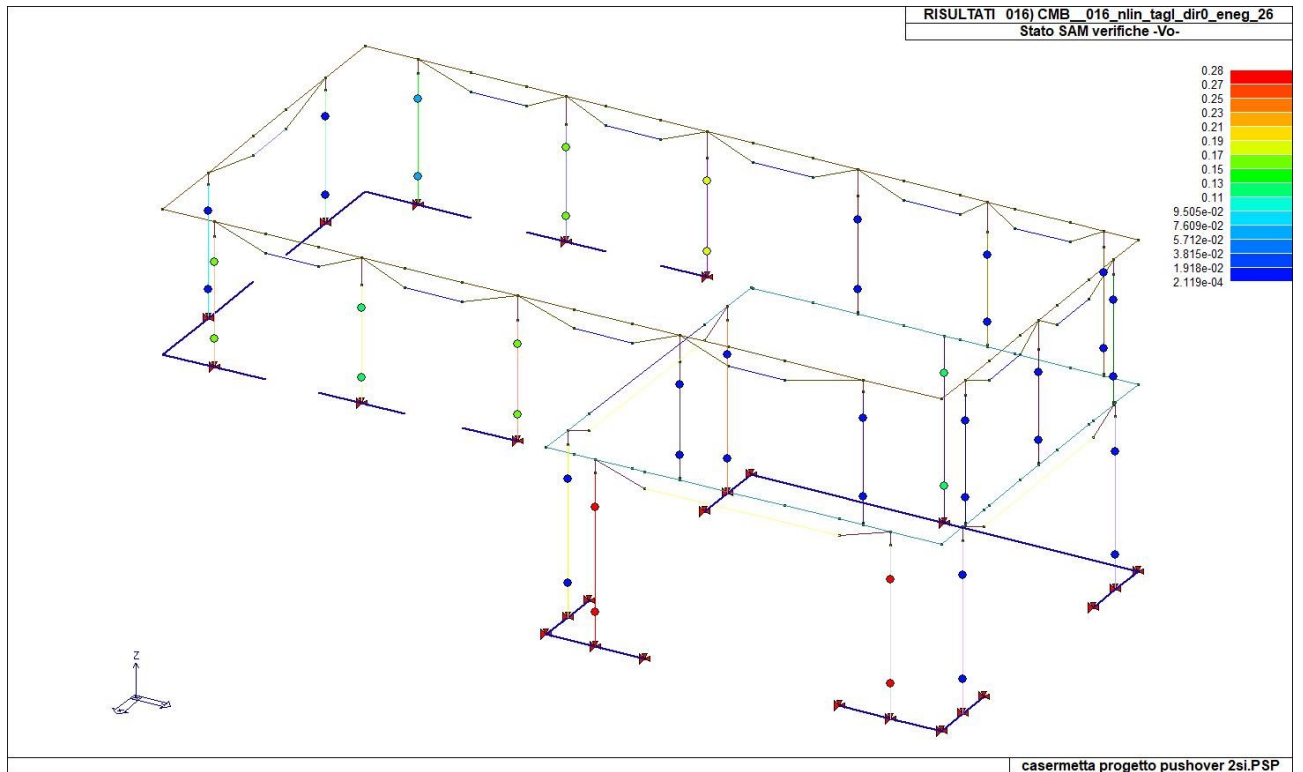 RISULTATI 016) CMB__016_nlin_tagl_dir0_eneg_26
Stato SAM verifiche -Vo-
0.28
0.27
0.25
0.23
0.21
0.19
0.17
0.15
0.13
0.11
9.505e-02
7.609e-02
5.712e-02
3.815e-02
1.918e-02
2.119e-04
Z
casermetta progetto pushover 2si.PSP